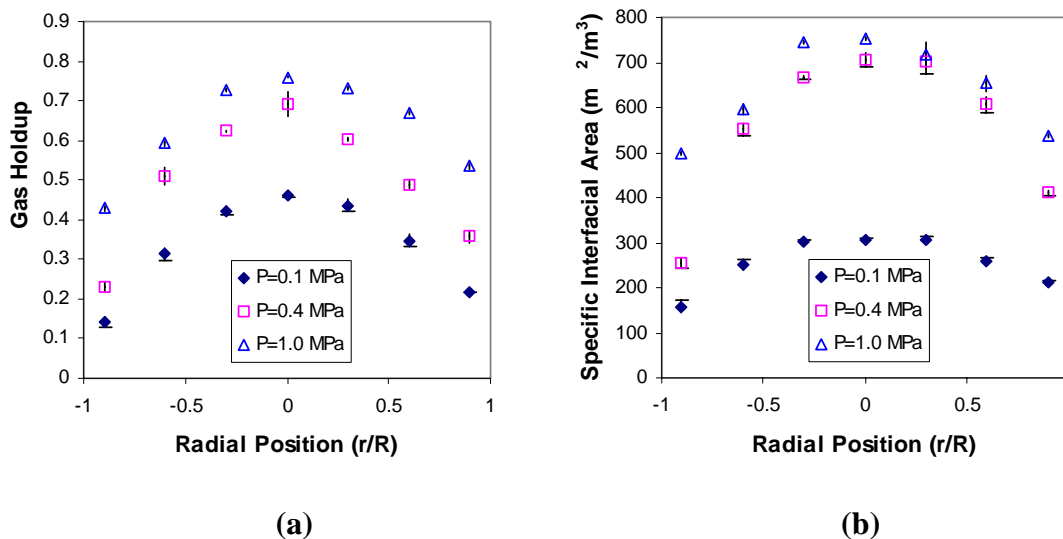 0.9
0.8
0.7
0.6
0.5
0.4
0.3
0.2
0.1
0
-1
-0.5
0
0.5
1
Gas Holdup
Radial Position (r/R)
P=0.1 MPa
P=0.4 MPa
P=1.0 MPa
(a)
800
700
600
500
400
300
200
100
0
-1
-0.5
0
0.5
Specific Interfacial Area (m 2/m3)
Radial Position (r/R)
P=0.1 MPa
P=0.4 MPa
P=1.0 MPa
(b)